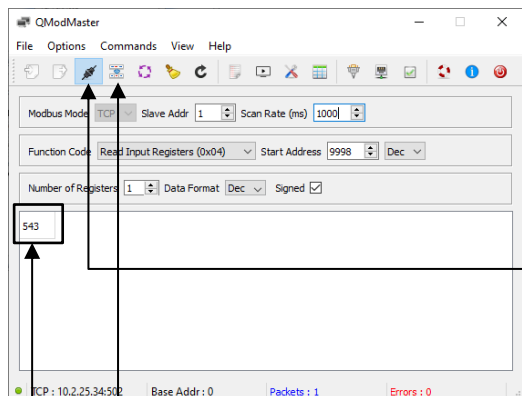 QModMaster
File Options Commands View Help
Modbus Mode TCP Slave Addr 1 Scan Rate (ms) 1000
Function Code Read Input Registers (0x04) Start Address 9998 Dec
Number of Registers 1 Data Format Dec Signed
543
TCP : 10.2.25.34:502 Base Addr : 0 Packets : 1 Errors : 0